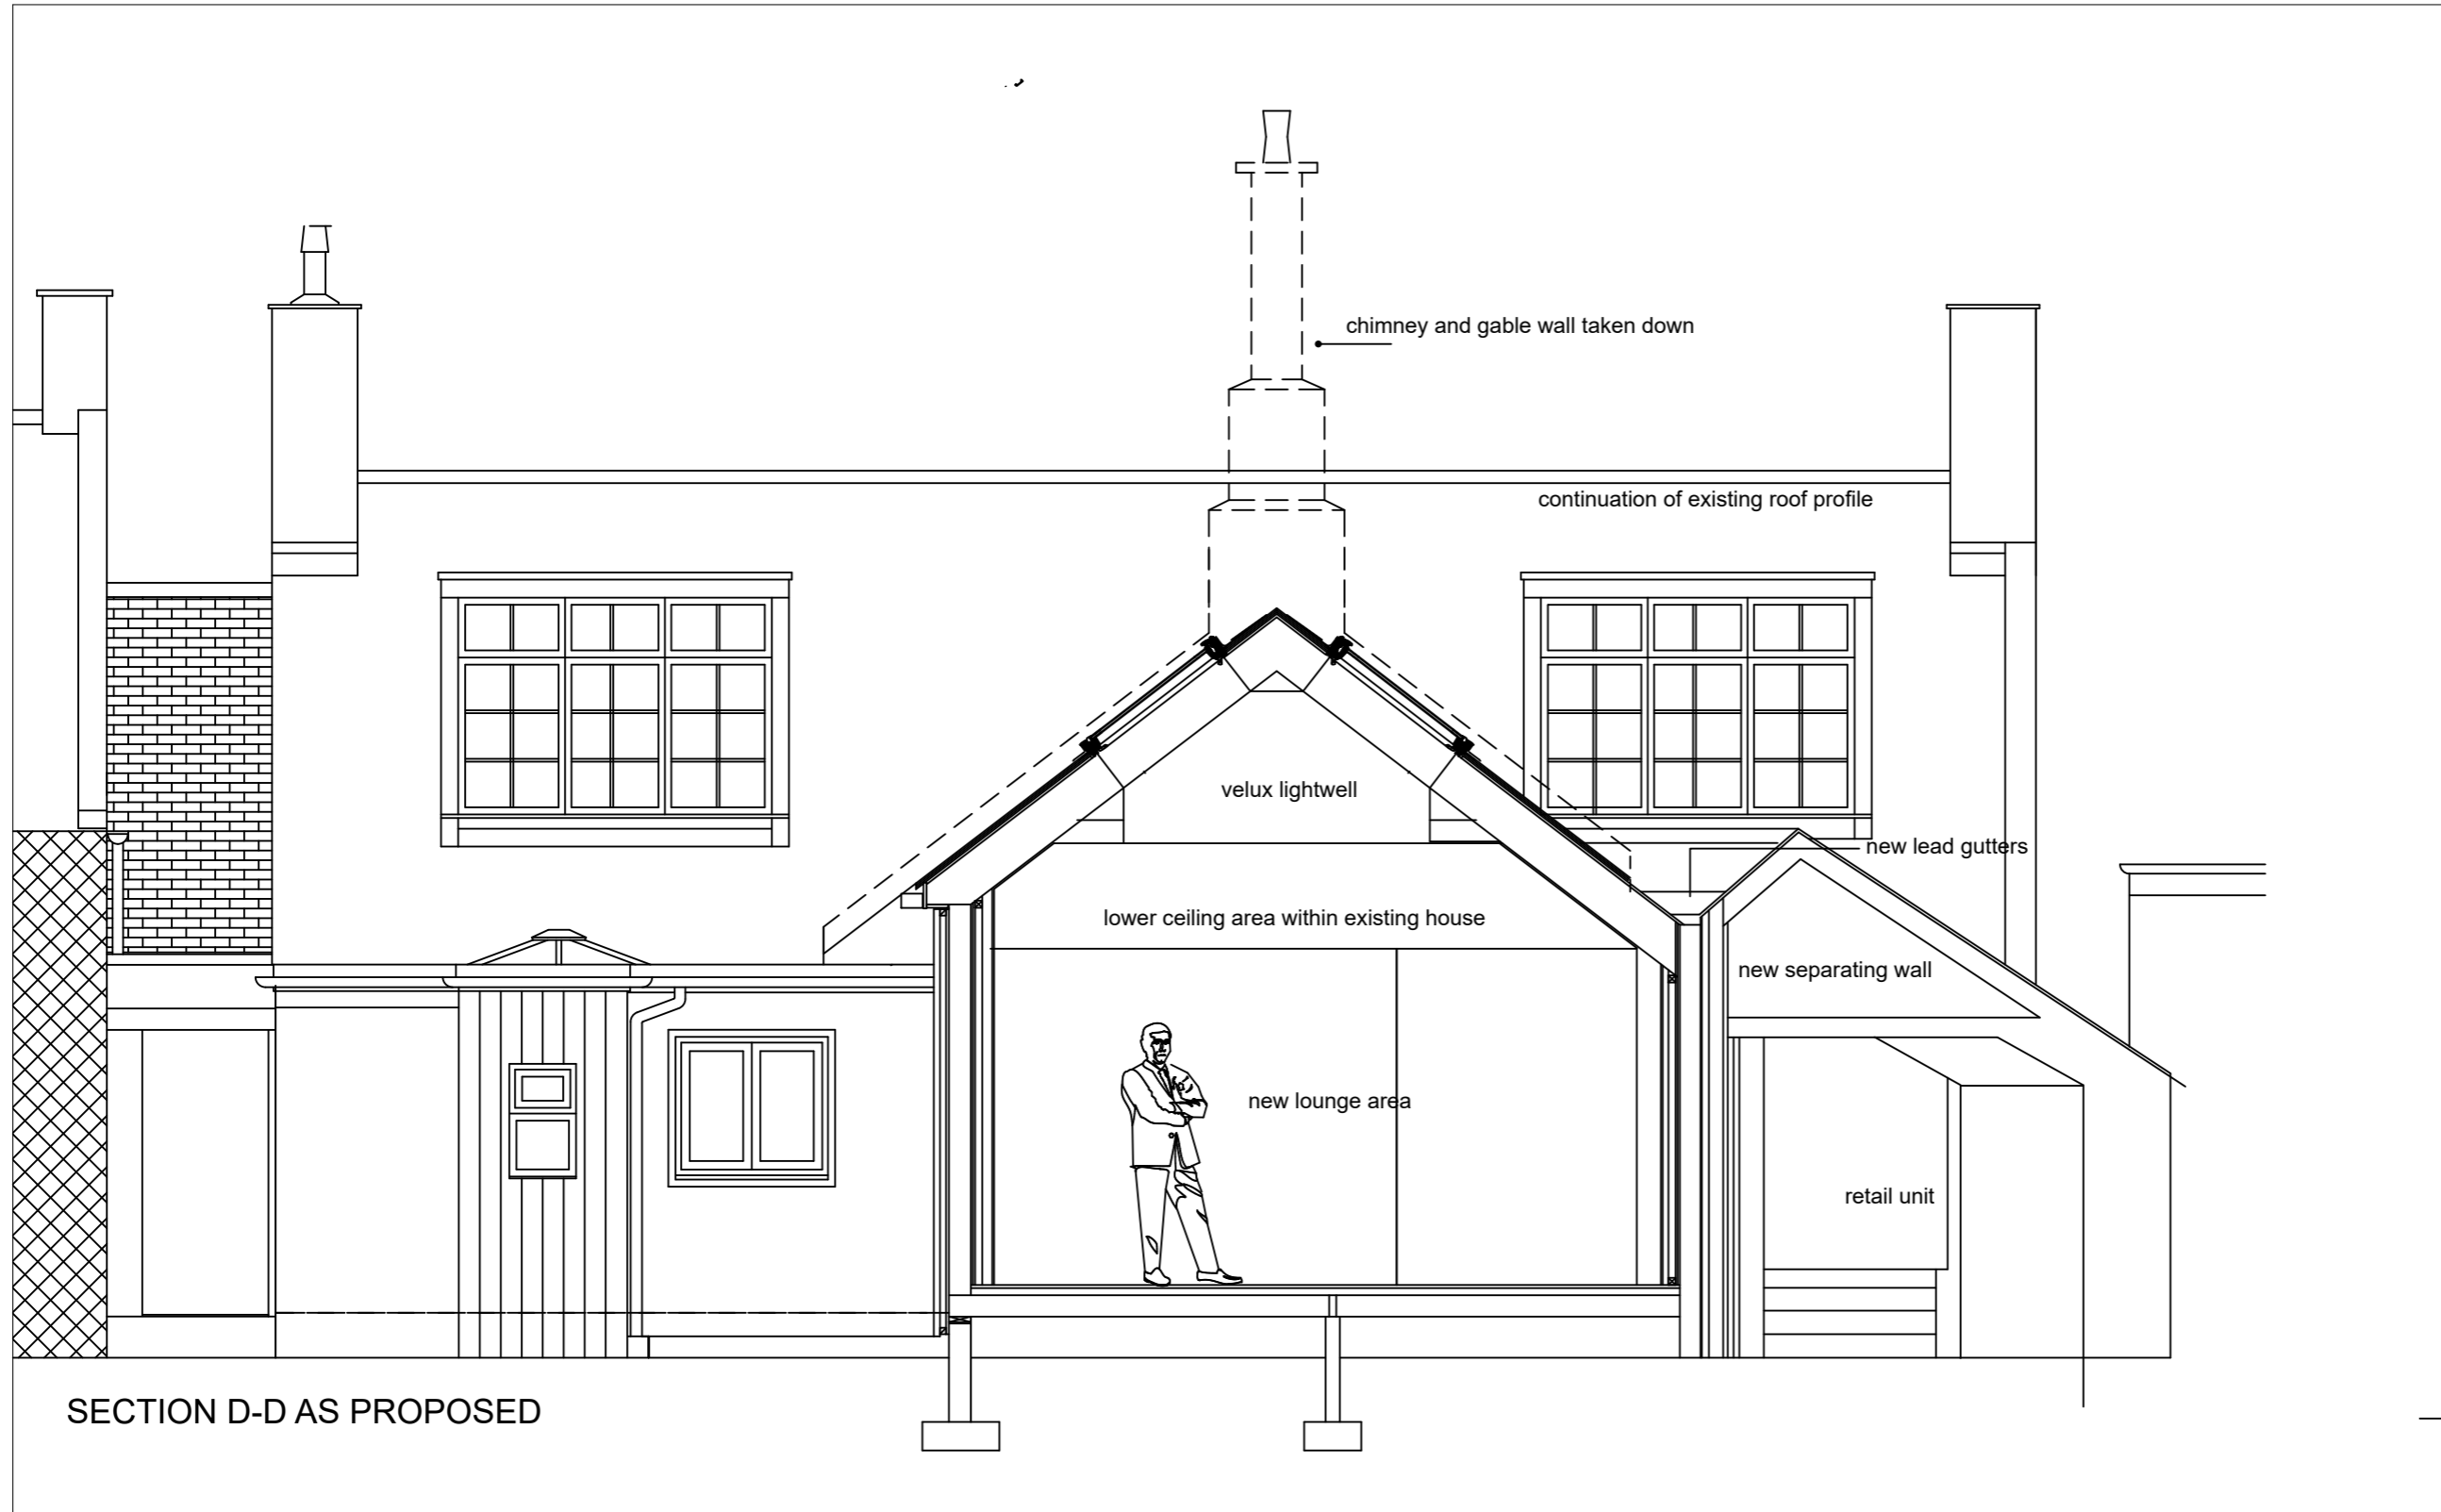 chimney and gable wall taken down
continuation of existing roof profile
velux lightwell
new lead gutters
lower ceiling area within existing house
new separating wall
new lounge area
retail unit
SECTION D-D AS PROPOSED